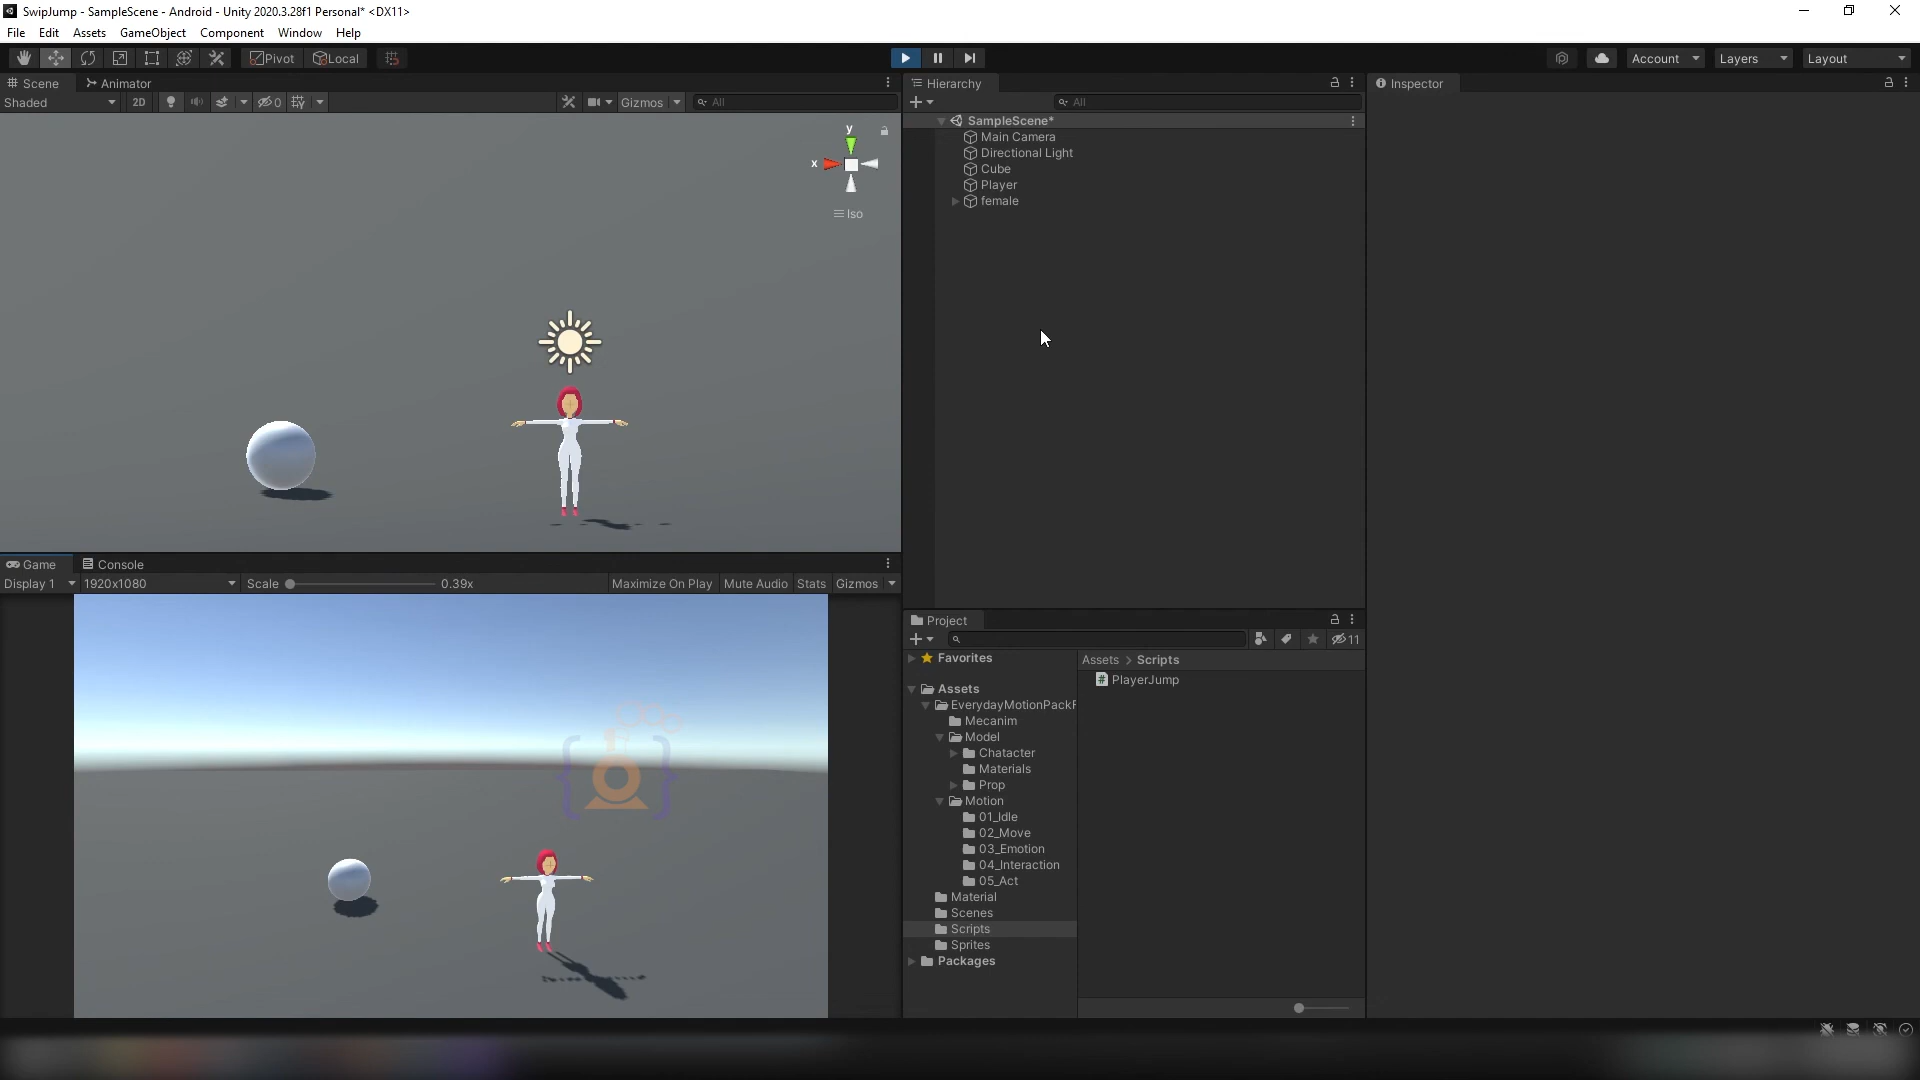 SwipJump - SampleScene - Android - Unity 2020.3.28f1 Personal* <DX11>
File Edit Assets GameObject Component Window Help
Pivot Local Account Layers Layout
Scene Animator
Shaded 2D 0 Gizmos All
y
x
Iso
Game Console
Display 1 1920x1080 Scale 0.39x Maximize On Play Mute Audio Stats Gizmos
Hierarchy
All
SampleScene*
Main Camera
Directional Light
Cube
Player
female
Project
11
Favorites
Assets
EverydayMotionPackF
Mecanim
Model
Chatacter
Materials
Prop
Motion
01_Idle
02_Move
03_Emotion
04_Interaction
05_Act
Material
Scenes
Scripts
Sprites
Packages
Assets > Scripts
PlayerJump
Inspector